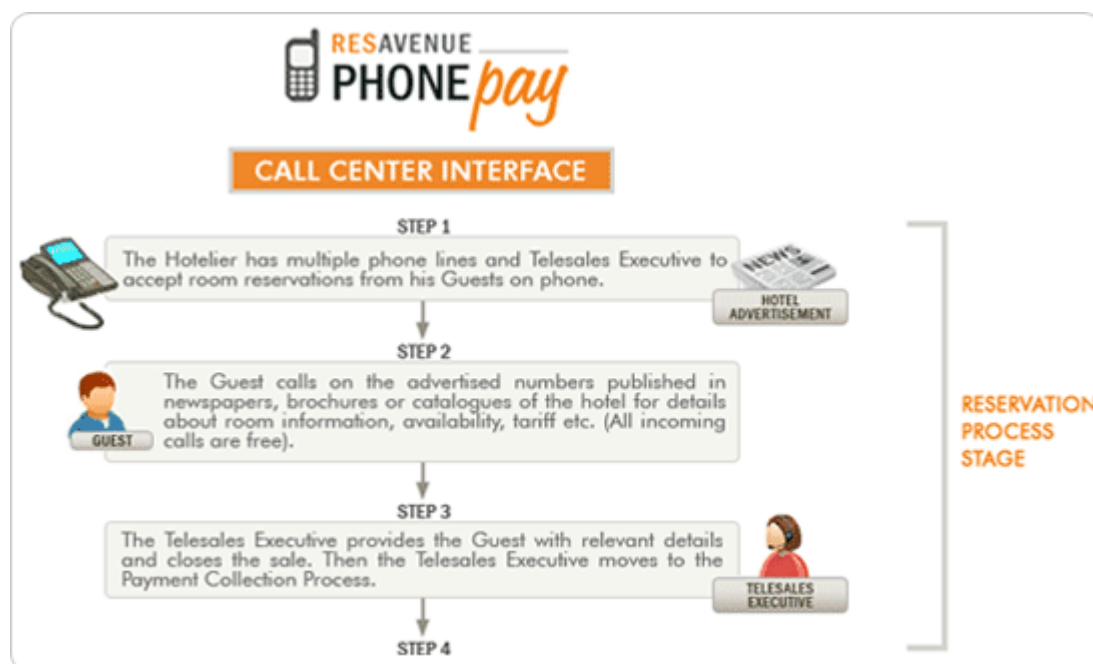 RESAVENUE
PHONEpay
CALL CENTER INTERFACE
STEP 1
The Hotelier has multiple phone lines and Telesales Executive to
accept room reservations from his Guests on phone.
NEWS
HOTEL
ADVERTISEMENT
STEP 2
The Guest calls on the advertised numbers published in
newspapers, brochures or catalogues of the hotel for details
about room information, availability, tariff etc. (All incoming
calls are free).
GUEST
RESERVATION
PROCESS
STAGE
STEP 3
The Telesales Executive provides the Guest with relevant details
and closes the sale. Then the Telesales Executive moves to the
Payment Collection Process.
TELESALES
EXECUTIVE
STEP 4